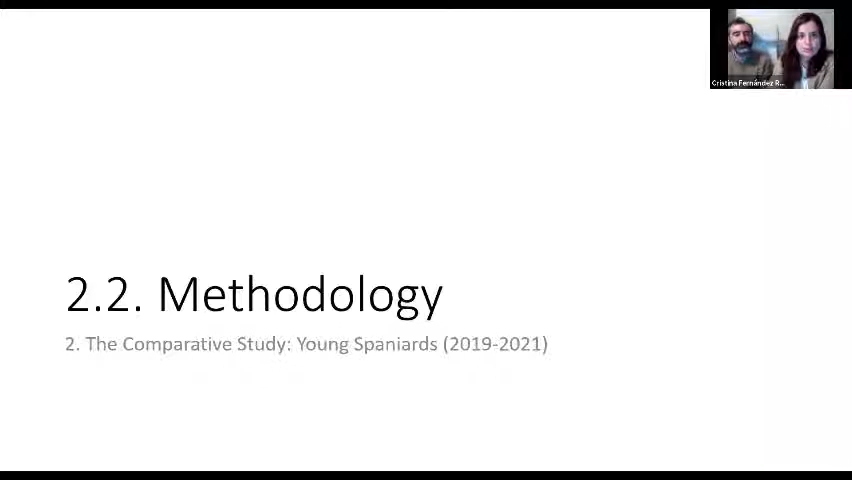 Cristina Fernández R...
2.2. Methodology
2. The Comparative Study: Young Spaniards (2019-2021)